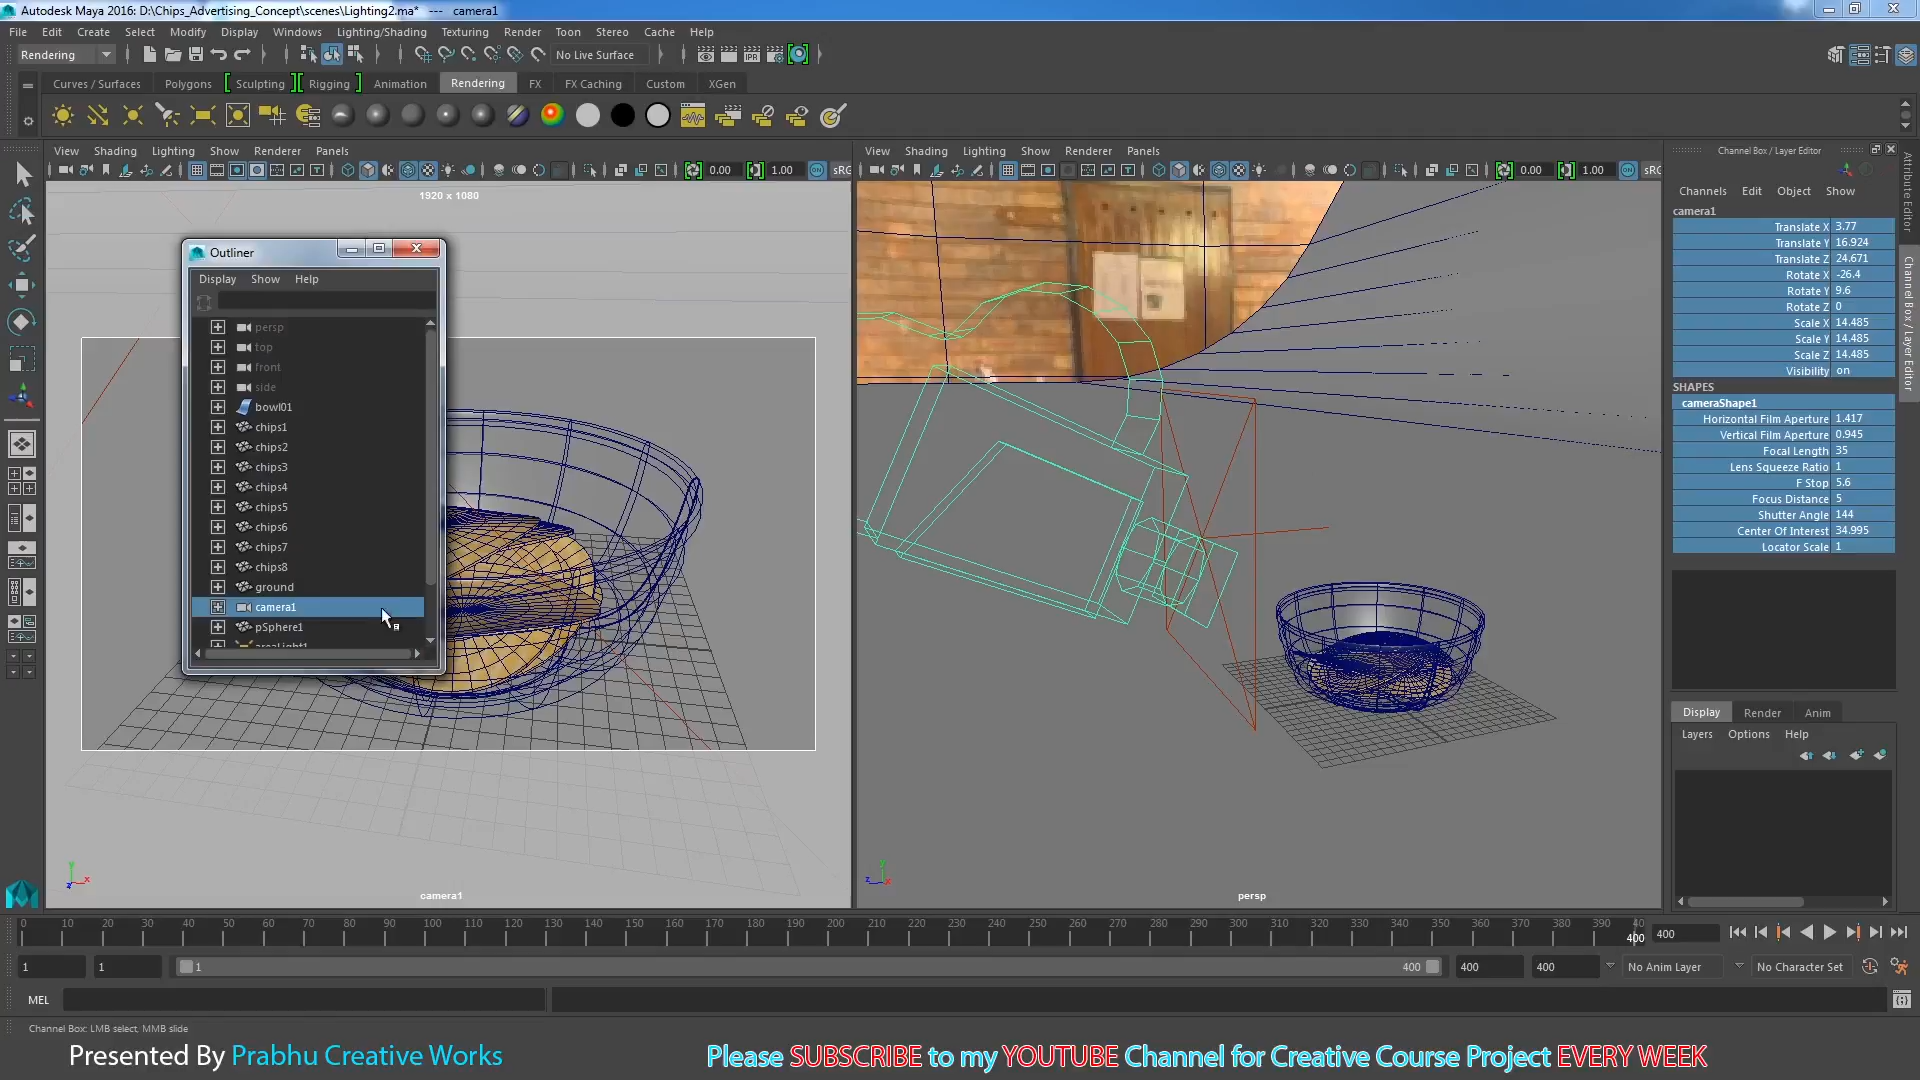 Autodesk Maya 2016: D:\Chips_Advertising_Concept\scenes\Lighting2.ma* --- camera1
File Edit Create Select Modify Display Windows Lighting/Shading Texturing Render Toon Stereo Cache Help
Rendering No Live Surface
Curves / Surfaces Polygons Sculpting Rigging Animation Rendering FX FX Caching Custom XGen
View Shading Lighting Show Renderer Panels
0.00 1.00
1920 x 1080
Outliner
Display Show Help
persp
top
front
side
bowl01
chips1
chips2
chips3
chips4
chips5
chips6
chips7
chips8
ground
camera1
pSphere1
camera1
View Shading Lighting Show Renderer Panels
0.00 1.00
persp
Channel Box / Layer Editor
Channels Edit Object Show
camera1
Translate X 3.77
Translate Y 16.924
Translate Z 24.671
Rotate X -26.4
Rotate Y 9.6
Rotate Z 0
Scale X 14.485
Scale Y 14.485
Scale Z 14.485
Visibility on
SHAPES
cameraShape1
Horizontal Film Aperture 1.417
Vertical Film Aperture 0.945
Focal Length 35
Lens Squeeze Ratio 1
F Stop 5.6
Focus Distance 5
Shutter Angle 144
Center Of Interest 34.995
Locator Scale 1
Display Render Anim
Layers Options Help
Attribute Editor
Channel Box / Layer Editor
0 10 20 30 40 50 60 70 80 90 100 110 120 130 140 150 160 170 180 190 200 210 220 230 240 250 260 270 280 290 300 310 320 330 340 350 360 370 380 390 40
400 400
1 1 1 400 400 400 No Anim Layer No Character Set
MEL
Channel Box: LMB select, MMB slide
Presented By Prabhu Creative Works
Please SUBSCRIBE to my YOUTUBE Channel for Creative Course Project EVERY WEEK